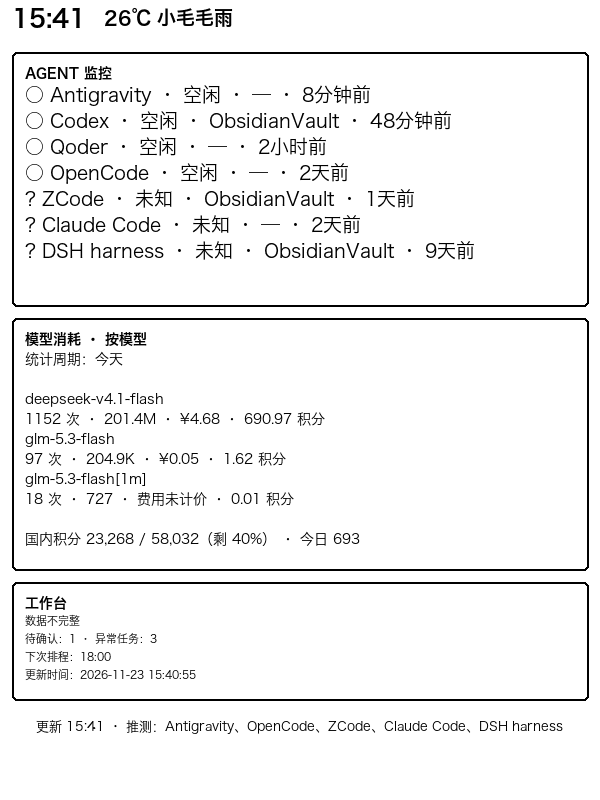 15:41 26℃ 小毛毛雨
AGENT 监控
○ Antigravity · 空闲 · — · 8分钟前
○ Codex · 空闲 · ObsidianVault · 48分钟前
○ Qoder · 空闲 · — · 2小时前
○ OpenCode · 空闲 · — · 2天前
? ZCode · 未知 · ObsidianVault · 1天前
? Claude Code · 未知 · — · 2天前
? DSH harness · 未知 · ObsidianVault · 9天前
模型消耗 · 按模型
统计周期：今天
deepseek-v4.1-flash
1152 次 · 201.4M · ¥4.68 · 690.97 积分
glm-5.3-flash
97 次 · 204.9K · ¥0.05 · 1.62 积分
glm-5.3-flash[1m]
18 次 · 727 · 费用未计价 · 0.01 积分
国内积分 23,268 / 58,032（剩 40%） · 今日 693
工作台
数据不完整
待确认：1 · 异常任务：3
下次排程：18:00
更新时间：2026-11-23 15:40:55
更新 15:41 · 推测：Antigravity、OpenCode、ZCode、Claude Code、DSH harness